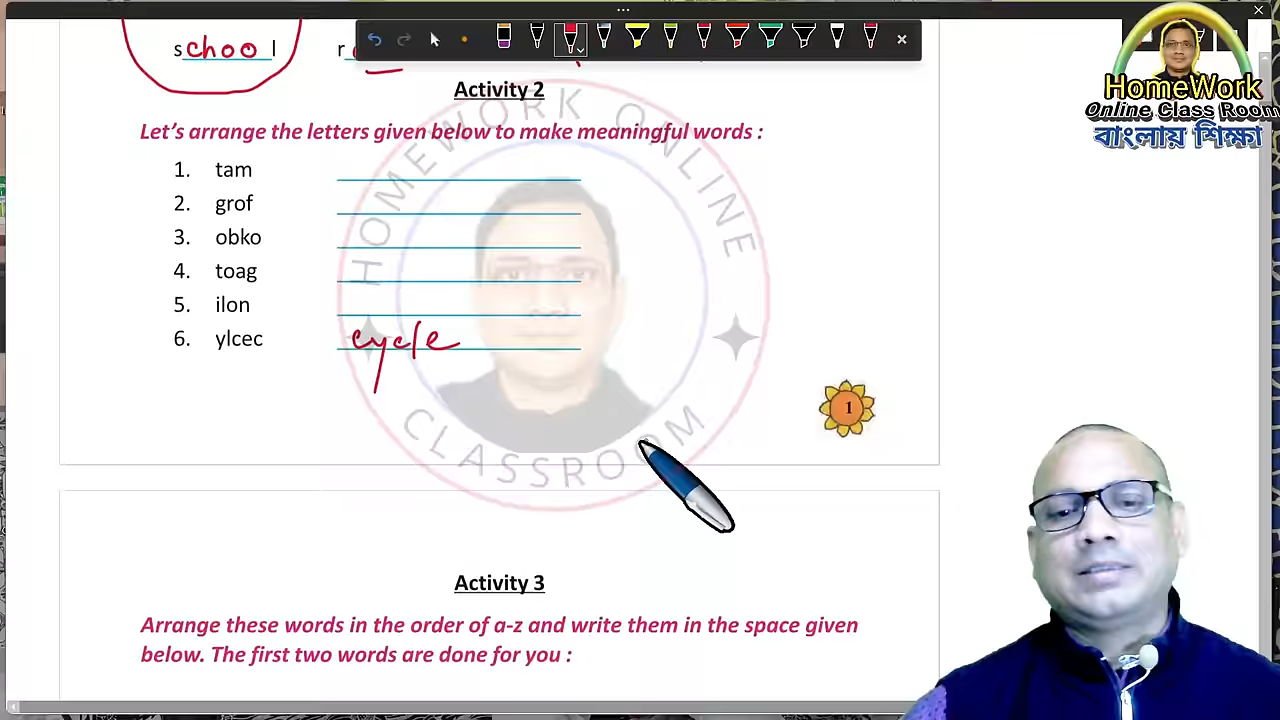 school r
HomeWork
Online Class Room
বাংলায় শিক্ষা
Activity 2
Let's arrange the letters given below to make meaningful words :
1. tam
2. grof
3. obko
4. toag
5. ilon
6. ylcec cycle
HOMEWORK ONLINE
CLASSROOM
1
Activity 3
Arrange these words in the order of a-z and write them in the space given
below. The first two words are done for you :